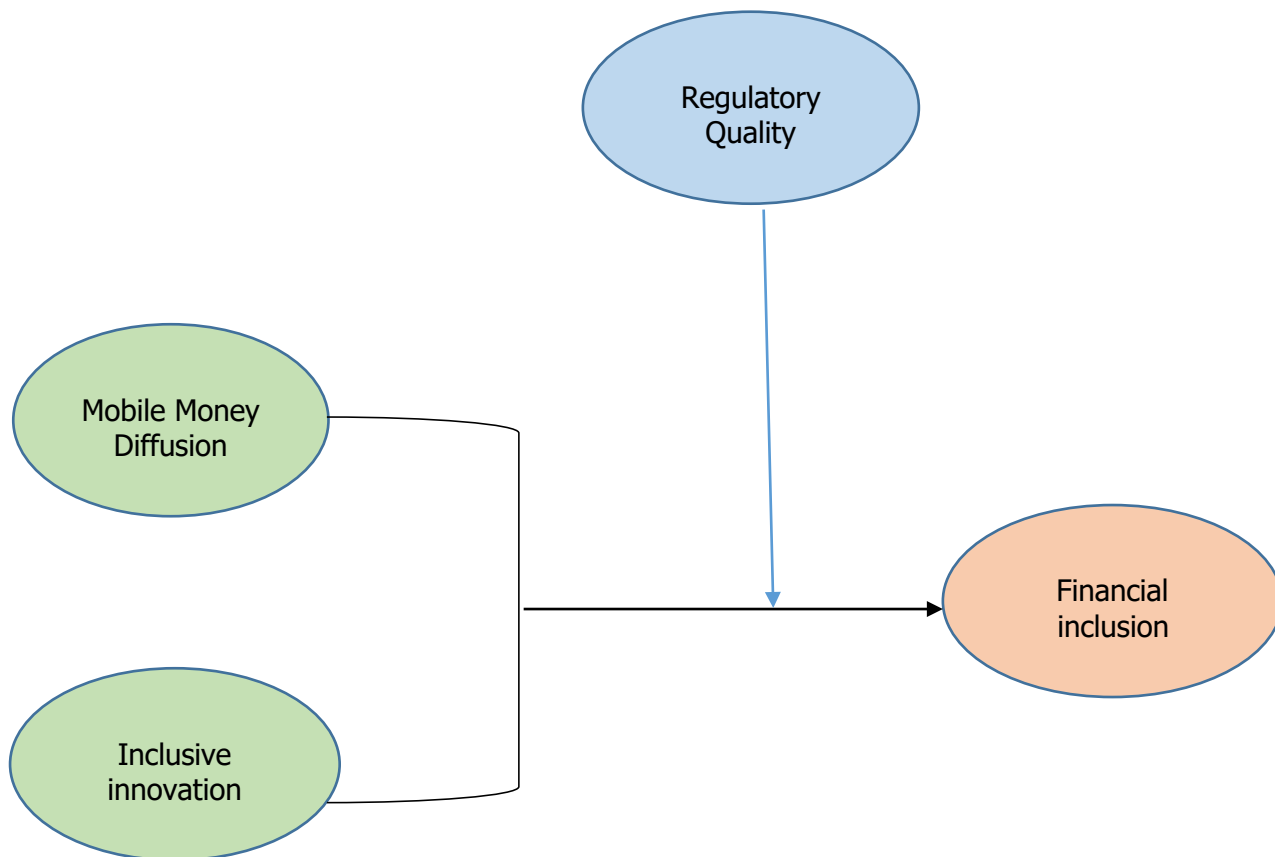 Regulatory
Quality
Mobile Money
Diffusion
Financial
inclusion
Inclusive
innovation